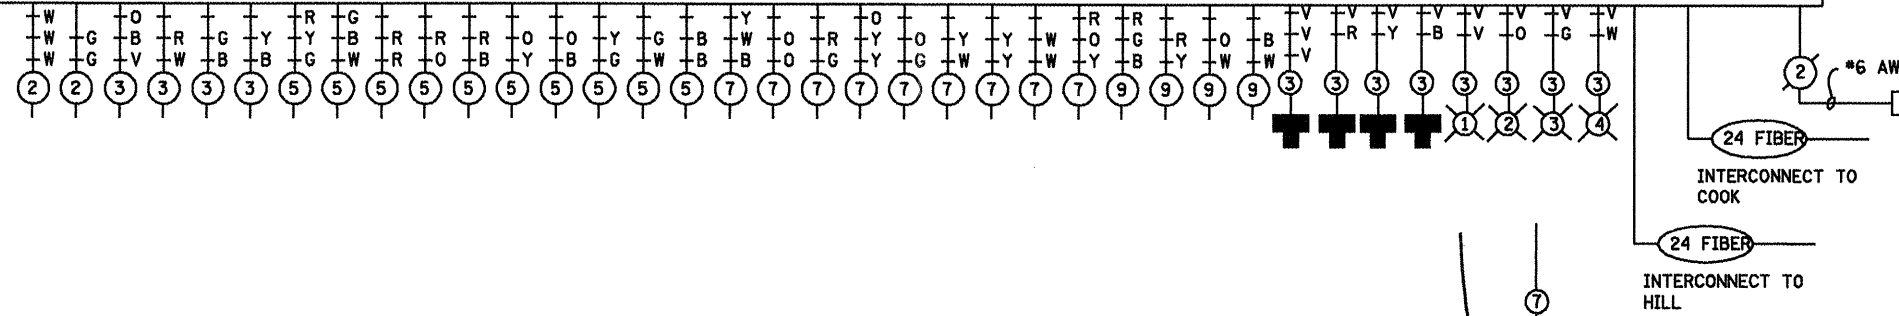 W O R G Y O R R V V V V V V V V
W G B R G Y Y B R R R O O Y G B W O R Y O Y Y W O G R O B V R Y B V O G W
W G V W B B G W R O B Y B G W B B O G Y G W Y W Y B Y W W V
2 2 3 3 3 3 5 5 5 5 5 5 5 5 5 5 7 7 7 7 7 7 7 7 7 9 9 9 9 3 3 3 3 3 3 3 3 2 #6 AW
1 2 3 4
24 FIBER
INTERCONNECT TO
COOK
24 FIBER
INTERCONNECT TO
HILL
7